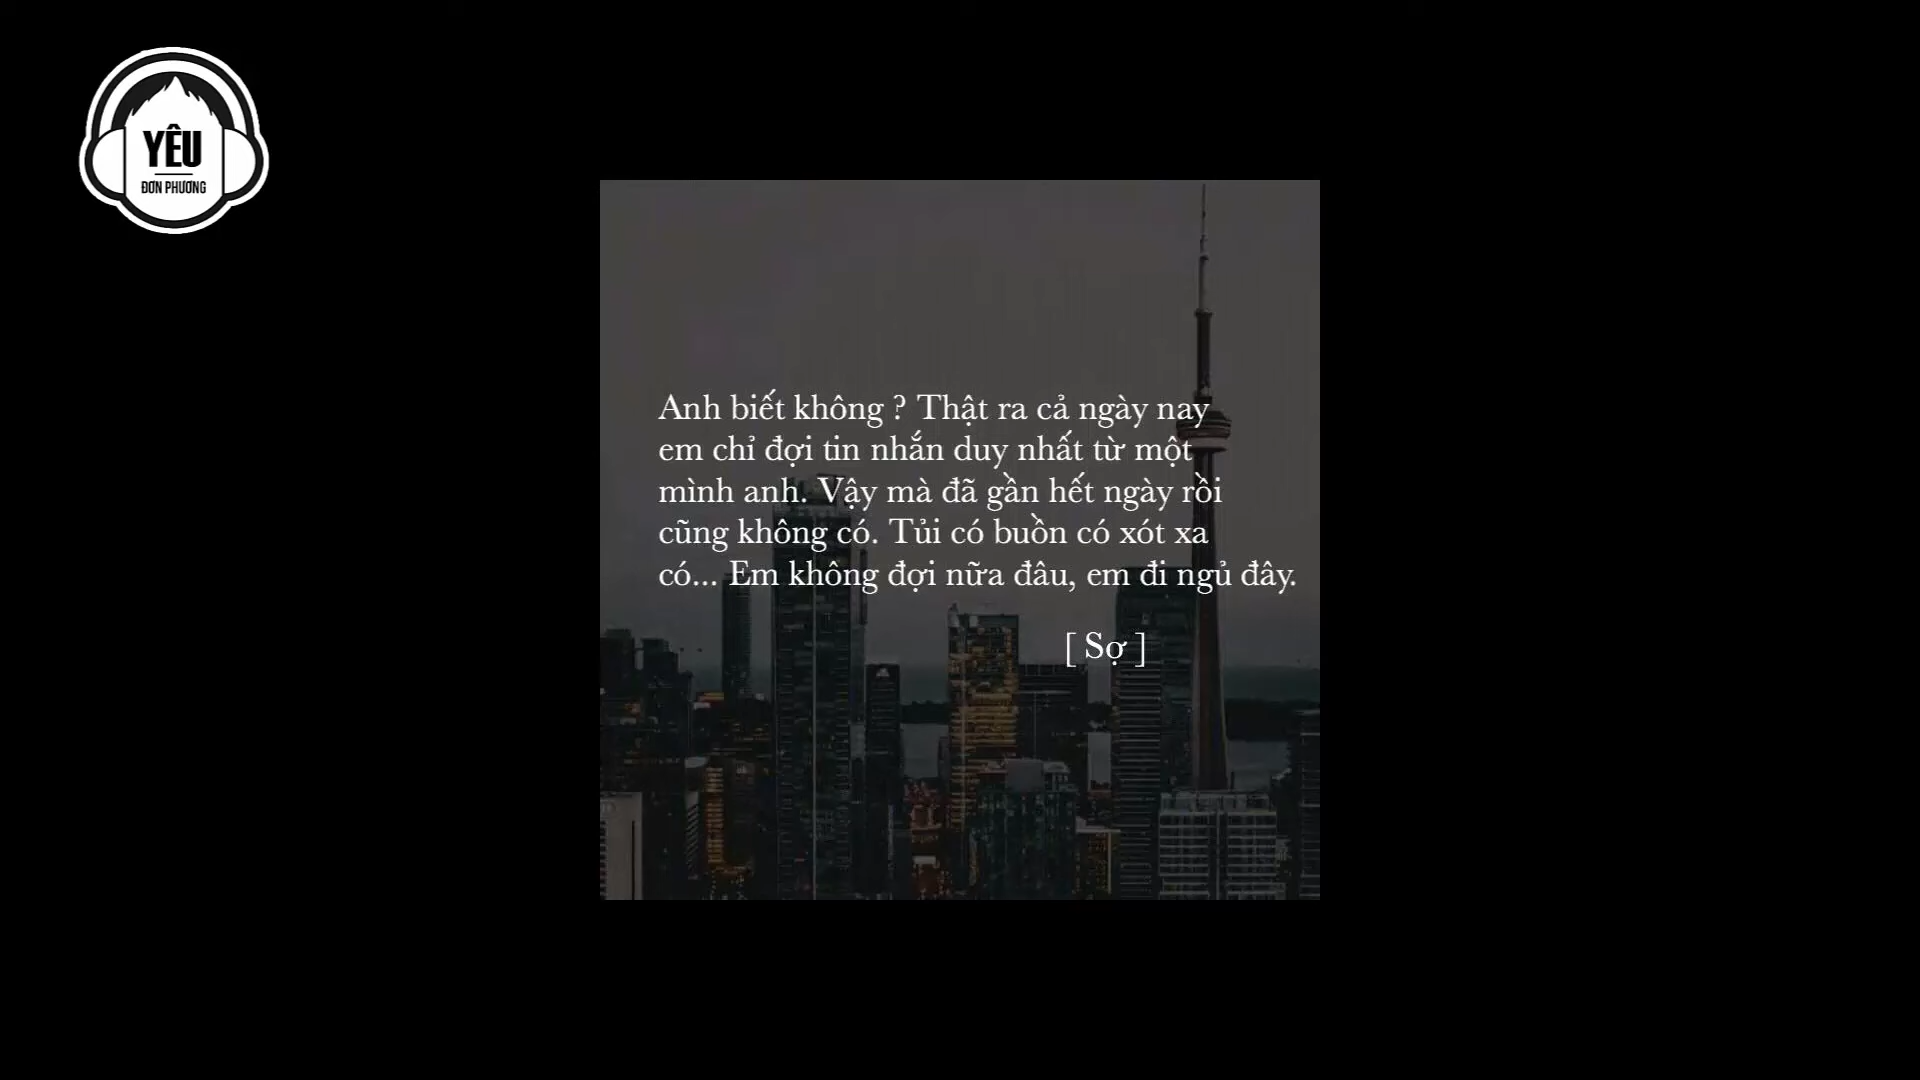 YÊU
ĐƠN PHƯƠNG
Anh biết không ? Thật ra cả ngày nay
em chỉ đợi tin nhắn duy nhất từ một
mình anh. Vậy mà đã gần hết ngày rồi
cũng không có. Tủi có buồn có xót xa
có... Em không đợi nữa đâu, em đi ngủ đây.
[ Sợ ]